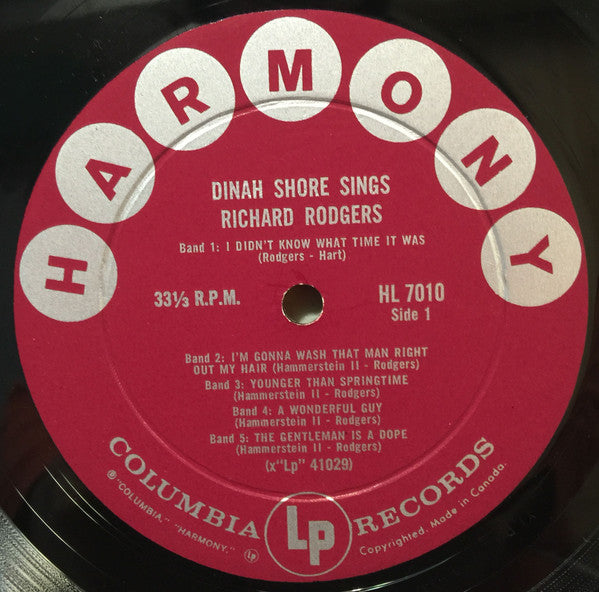 HARMONY
DINAH SHORE SINGS
RICHARD RODGERS
Band 1: I DIDN'T KNOW WHAT TIME IT WAS
(Rodgers - Hart)
33⅓ R.P.M.
HL 7010
Side 1
Band 2: I'M GONNA WASH THAT MAN RIGHT
OUT MY HAIR (Hammerstein II - Rodgers)
Band 3: YOUNGER THAN SPRINGTIME
(Hammerstein II - Rodgers)
Band 4: A WONDERFUL GUY
(Hammerstein II - Rodgers)
Band 5: THE GENTLEMAN IS A DOPE
(Hammerstein II - Rodgers)
(x"Lp" 41029)
COLUMBIA Lp RECORDS
® "COLUMBIA," "HARMONY," Lp
Copyrighted. Made in Canada.